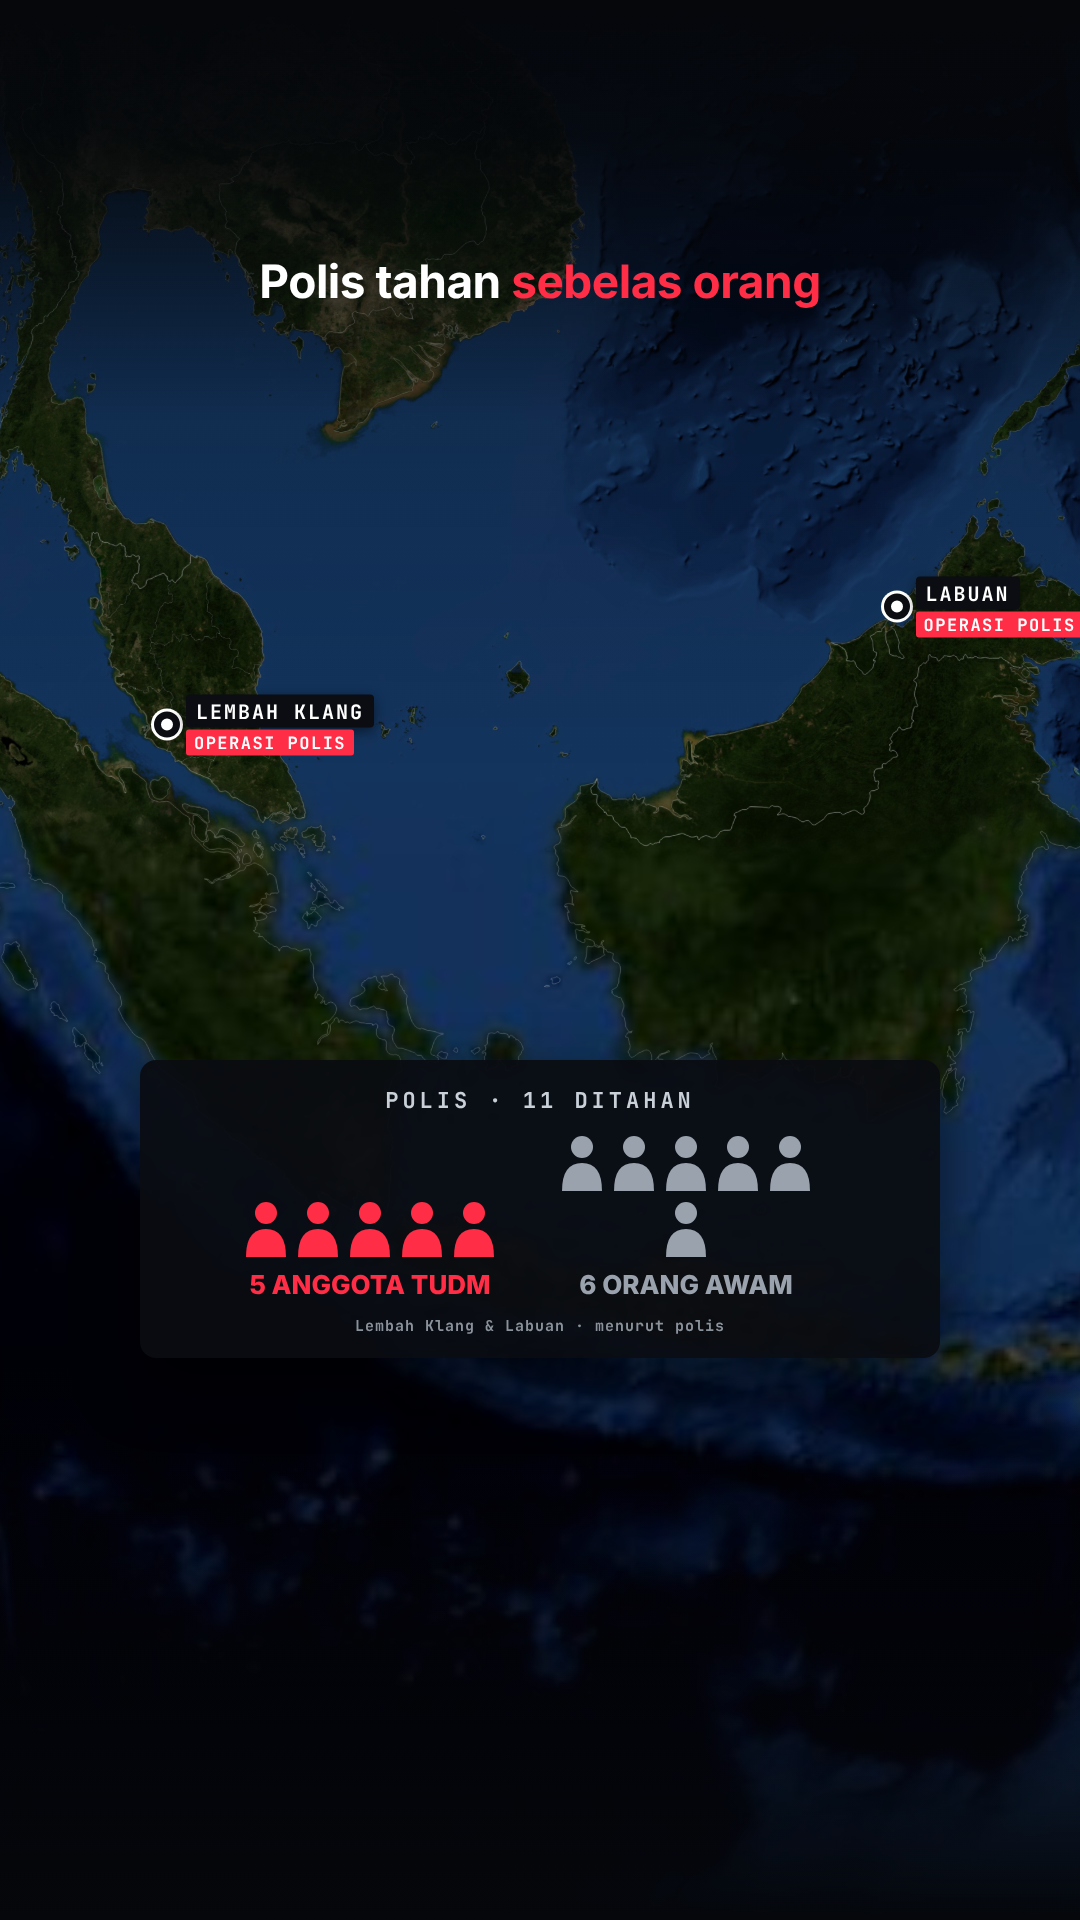 Polis tahan sebelas orang
LABUAN
OPERASI POLIS
LEMBAH KLANG
OPERASI POLIS
POLIS · 11 DITAHAN
5 ANGGOTA TUDM
6 ORANG AWAM
Lembah Klang & Labuan · menurut polis